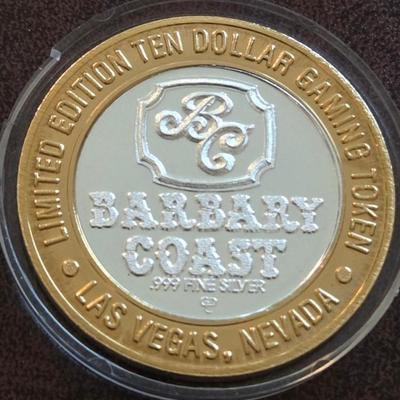 LIMITED EDITION TEN DOLLAR GAMING TOKEN
BC
BARBARY
COAST
.999 FINE SILVER
• LAS VEGAS, NEVADA •